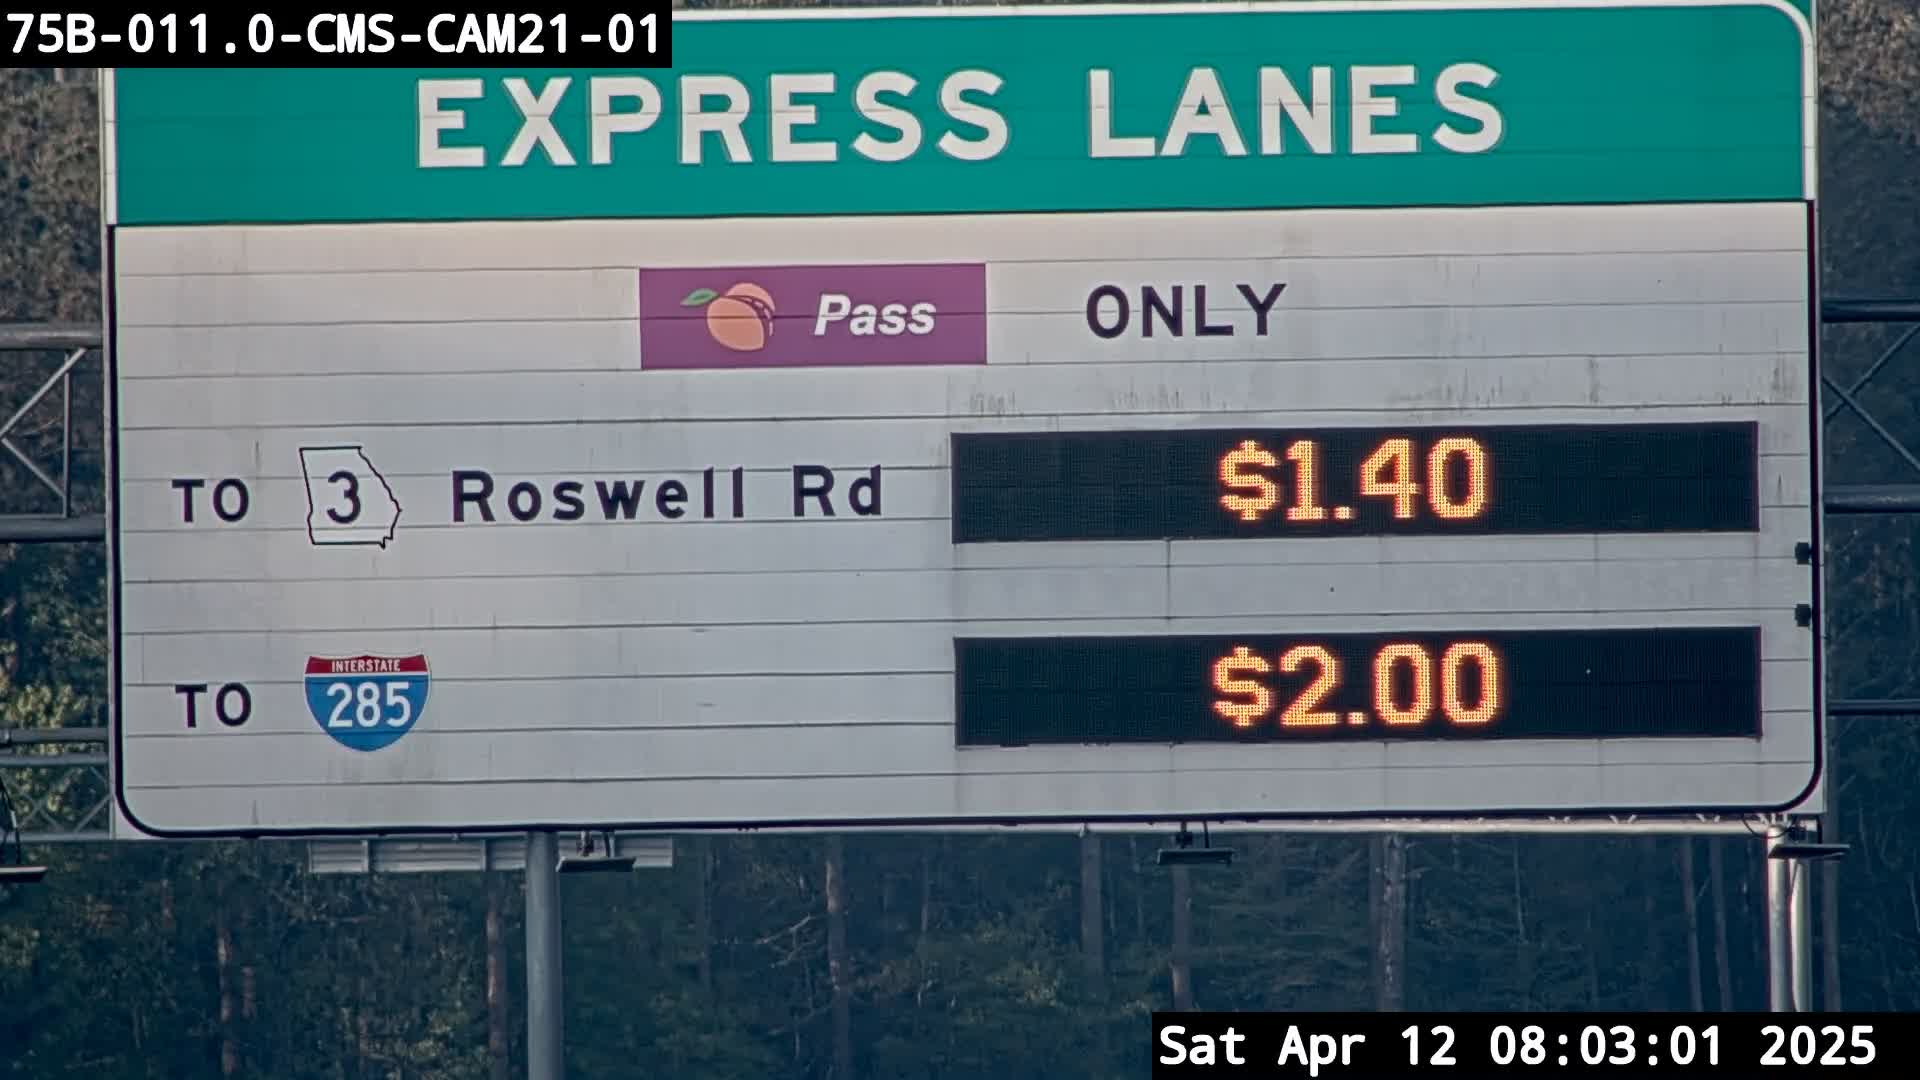 75B-011.0-CMS-CAM21-01
EXPRESS LANES
Pass ONLY
TO 3 Roswell Rd $1.40
TO INTERSTATE 285 $2.00
Sat Apr 12 08:03:01 2025